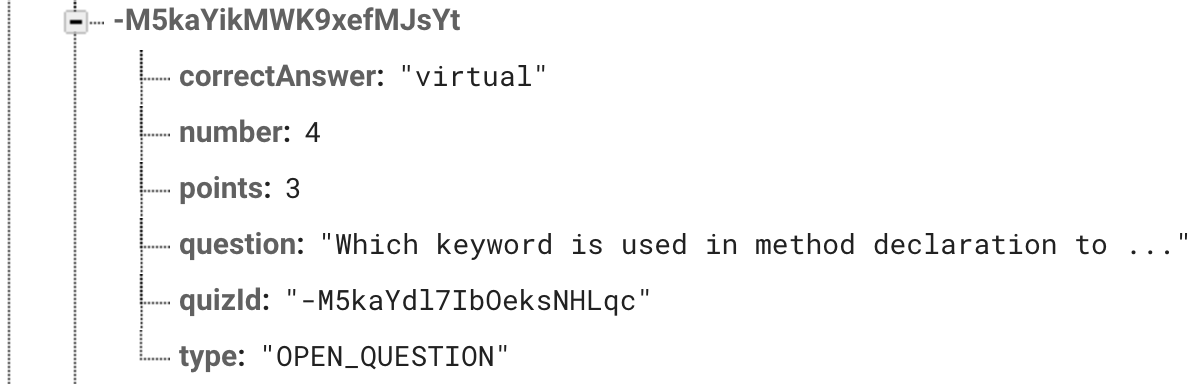 -M5kaYikMWK9xefMJsYt
correctAnswer: "virtual"
number: 4
points: 3
question: "Which keyword is used in method declaration to ..."
quizId: "-M5kaYdl7IbOeksNHLqc"
type: "OPEN_QUESTION"